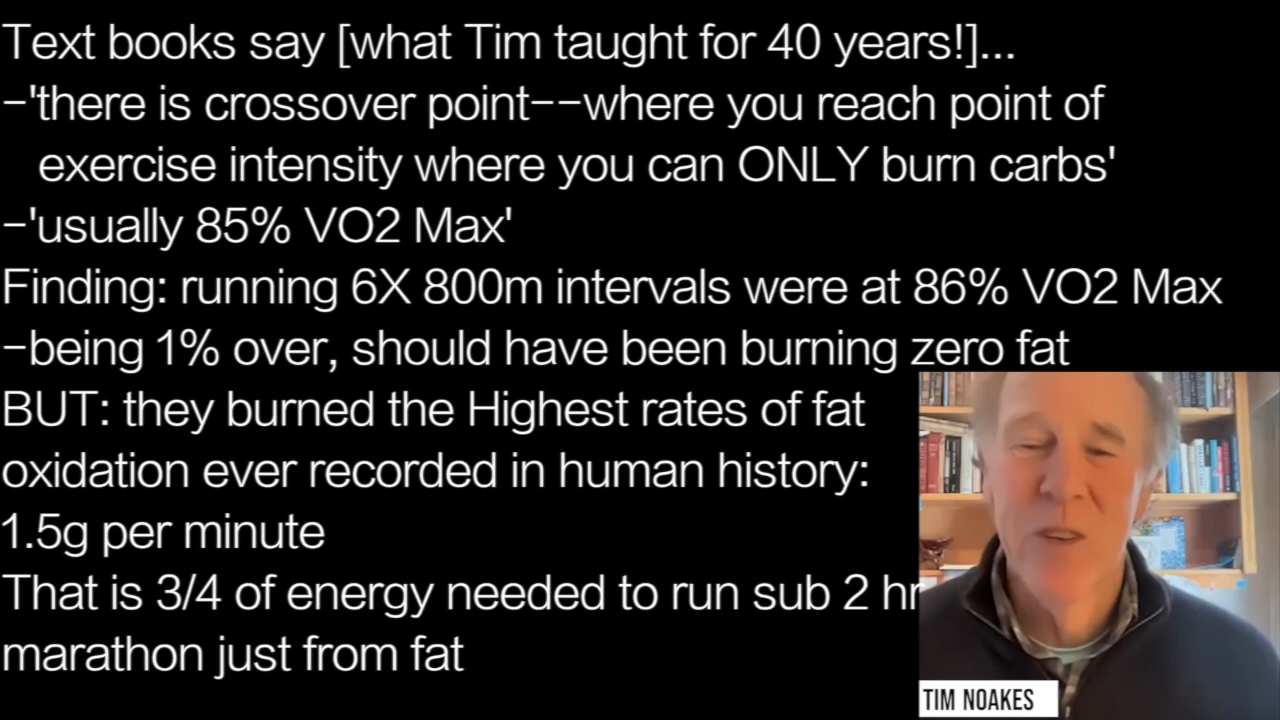 Text books say [what Tim taught for 40 years!]...
-'there is crossover point--where you reach point of
exercise intensity where you can ONLY burn carbs'
-'usually 85% VO2 Max'
Finding: running 6X 800m intervals were at 86% VO2 Max
-being 1% over, should have been burning zero fat
BUT: they burned the Highest rates of fat
oxidation ever recorded in human history:
1.5g per minute
That is 3/4 of energy needed to run sub 2 hr
marathon just from fat
TIM NOAKES